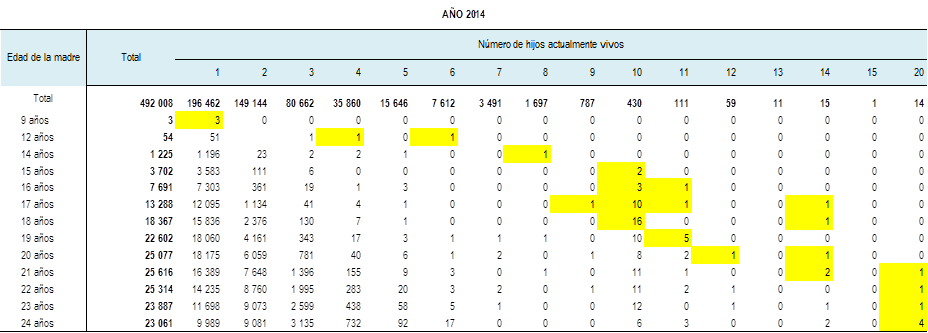 AÑO 2014
Edad de la madre Total Número de hijos actualmente vivos
1 2 3 4 5 6 7 8 9 10 11 12 13 14 15 20
Total 492 008 196 462 149 144 80 662 35 860 15 646 7 612 3 491 1 697 787 430 111 59 11 15 1 14
9 años 3 3 0 0 0 0 0 0 0 0 0 0 0 0 0 0 0
12 años 54 51 1 1 0 1 0 0 0 0 0 0 0 0 0 0
14 años 1 225 1 196 23 2 2 1 0 0 1 0 0 0 0 0 0 0 0
15 años 3 702 3 583 111 6 0 0 0 0 0 0 2 0 0 0 0 0 0
16 años 7 691 7 303 361 19 1 3 0 0 0 0 3 1 0 0 0 0 0
17 años 13 288 12 095 1 134 41 4 1 0 0 0 1 10 1 0 0 1 0 0
18 años 18 367 15 836 2 376 130 7 1 0 0 0 0 16 0 0 0 1 0 0
19 años 22 602 18 060 4 161 343 17 3 1 1 1 0 10 5 0 0 0 0 0
20 años 25 077 18 175 6 059 781 40 6 1 2 0 1 8 2 1 0 1 0 0
21 años 25 616 16 389 7 648 1 396 155 9 3 0 1 0 11 1 0 0 2 0 1
22 años 25 314 14 235 8 760 1 995 283 20 3 2 0 1 11 2 1 0 0 0 1
23 años 23 887 11 698 9 073 2 599 438 58 5 1 0 0 12 0 1 0 1 0 1
24 años 23 061 9 989 9 081 3 135 732 92 17 0 0 0 6 3 0 0 2 0 4